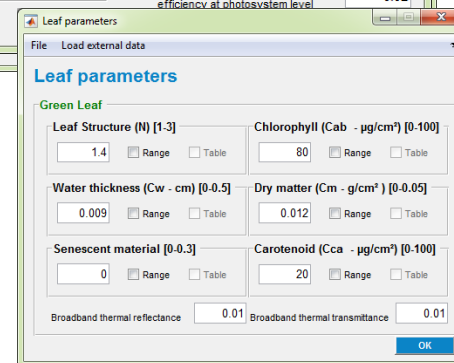 efficiency at photosystem level
Leaf parameters
File Load external data
Leaf parameters
Green Leaf
Leaf Structure (N) [1-3] Chlorophyll (Cab - µg/cm²) [0-100]
1.4 Range Table 80 Range Table
Water thickness (Cw - cm) [0-0.5] Dry matter (Cm - g/cm² ) [0-0.05]
0.009 Range Table 0.012 Range Table
Senescent material [0-0.3] Carotenoid (Cca - µg/cm²) [0-100]
0 Range Table 20 Range Table
Broadband thermal reflectance 0.01 Broadband thermal transmittance 0.01
OK